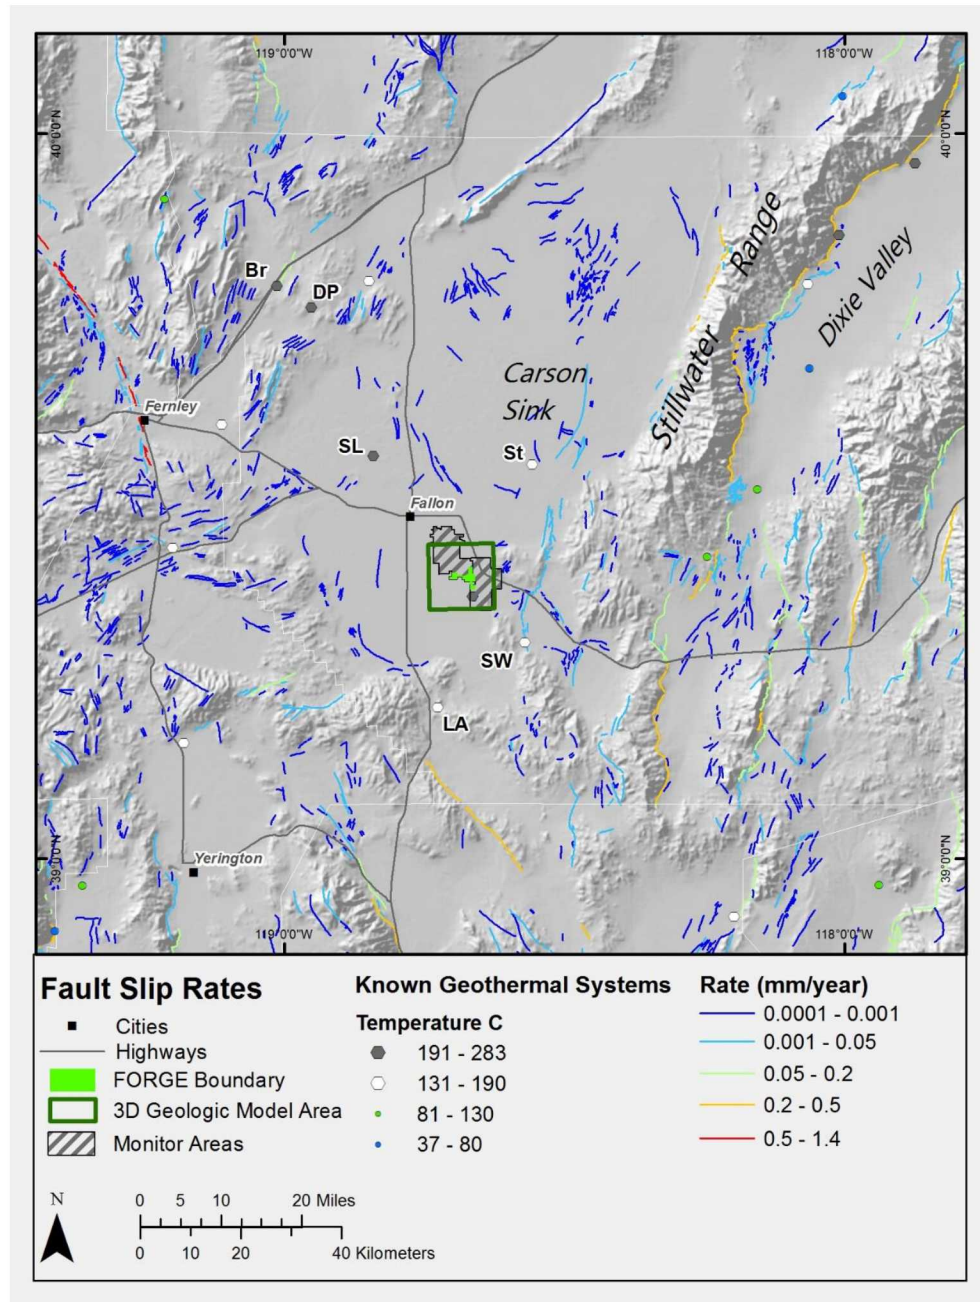 119°0'0"W
118°0'0"W
40°0'0"N
40°0'0"N
Stillwater Range
Dixie Valley
Br
DP
Carson
Sink
Fernley
SL
St
Fallon
SW
LA
39°0'0"N
39°0'0"N
Yerington
119°0'0"W
118°0'0"W
Fault Slip Rates
Cities
Highways
FORGE Boundary
3D Geologic Model Area
Monitor Areas
Known Geothermal Systems
Temperature C
191 - 283
131 - 190
81 - 130
37 - 80
Rate (mm/year)
0.0001 - 0.001
0.001 - 0.05
0.05 - 0.2
0.2 - 0.5
0.5 - 1.4
N
0 5 10 20 Miles
0 10 20 40 Kilometers